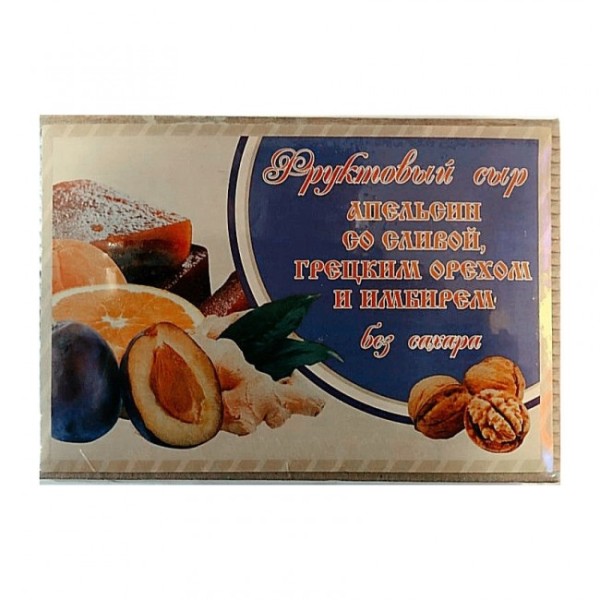 Фруктовый сыр
АПЕЛЬСИН
СО СЛИВОЙ,
ГРЕЦКИМ ОРЕХОМ
И ИМБИРЕМ
без сахара